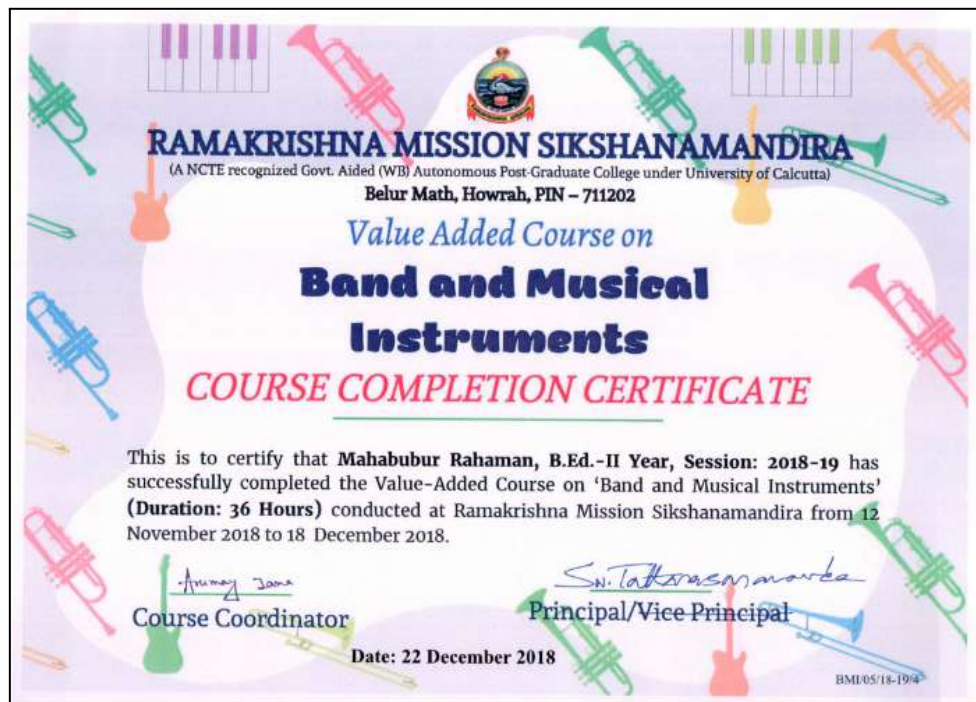 RAMAKRISHNA MISSION SIKSHANAMANDIRA
(A NCTE recognized Govt. Aided (WB) Autonomous Post-Graduate College under University of Calcutta)
Belur Math, Howrah, PIN – 711202
Value Added Course on
Band and Musical
Instruments
COURSE COMPLETION CERTIFICATE
This is to certify that Mahabubur Rahaman, B.Ed.-II Year, Session: 2018-19 has
successfully completed the Value-Added Course on ‘Band and Musical Instruments’
(Duration: 36 Hours) conducted at Ramakrishna Mission Sikshanamandira from 12
November 2018 to 18 December 2018.
Sw.
Course Coordinator
Principal/Vice Principal
Date: 22 December 2018
BMI/05/18-19/4